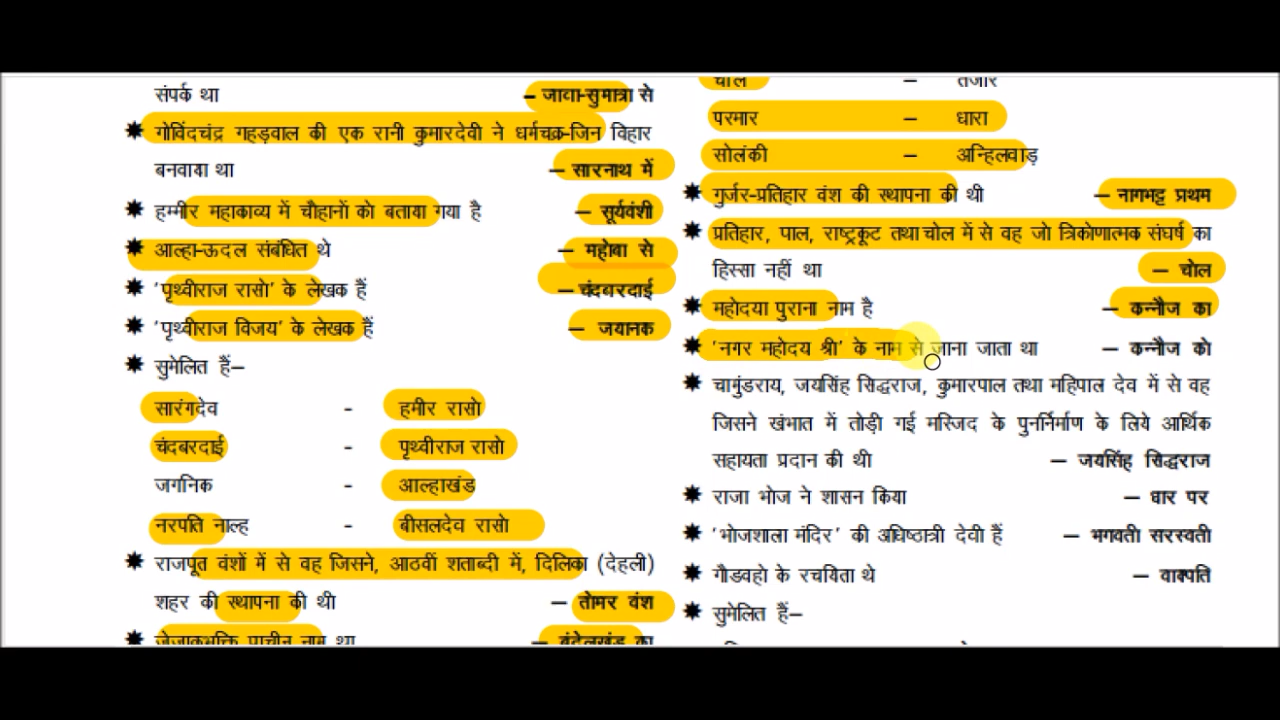 संपर्क था – जावा-सुमात्रा से
✷ गोविंदचंद्र गहड़वाल की एक रानी कुमारदेवी ने धर्मचक्र-जिन विहार
बनवाया था – सारनाथ में
✷ हम्मीर महाकाव्य में चौहानों को बताया गया है – सूर्यवंशी
✷ आल्हा-ऊदल संबंधित थे – महोबा से
✷ 'पृथ्वीराज रासो' के लेखक हैं – चंदबरदाई
✷ 'पृथ्वीराज विजय' के लेखक हैं – जयानक
✷ सुमेलित हैं–
सारंगदेव - हमीर रासो
चंदबरदाई - पृथ्वीराज रासो
जगनिक - आल्हाखंड
नरपति नाल्ह - बीसलदेव रासो
✷ राजपूत वंशों में से वह जिसने, आठवीं शताब्दी में, दिलिका (देहली)
शहर की स्थापना की थी – तोमर वंश
✷ जेजाकभुक्ति प्राचीन नाम था – बुंदेलखंड का
चोल – तंजौर
परमार – धारा
सोलंकी – अन्हिलवाड़
✷ गुर्जर-प्रतिहार वंश की स्थापना की थी – नागभट्ट प्रथम
✷ प्रतिहार, पाल, राष्ट्रकूट तथा चोल में से वह जो त्रिकोणात्मक संघर्ष का
हिस्सा नहीं था – चोल
✷ महोदया पुराना नाम है – कन्नौज का
✷ 'नगर महोदय श्री' के नाम से जाना जाता था – कन्नौज को
✷ चामुंडराय, जयसिंह सिद्धराज, कुमारपाल तथा महिपाल देव में से वह
जिसने खंभात में तोड़ी गई मस्जिद के पुनर्निर्माण के लिये आर्थिक
सहायता प्रदान की थी – जयसिंह सिद्धराज
✷ राजा भोज ने शासन किया – धार पर
✷ 'भोजशाला मंदिर' की अधिष्ठात्री देवी हैं – भगवती सरस्वती
✷ गौडवहो के रचयिता थे – वाक्पति
✷ सुमेलित हैं–